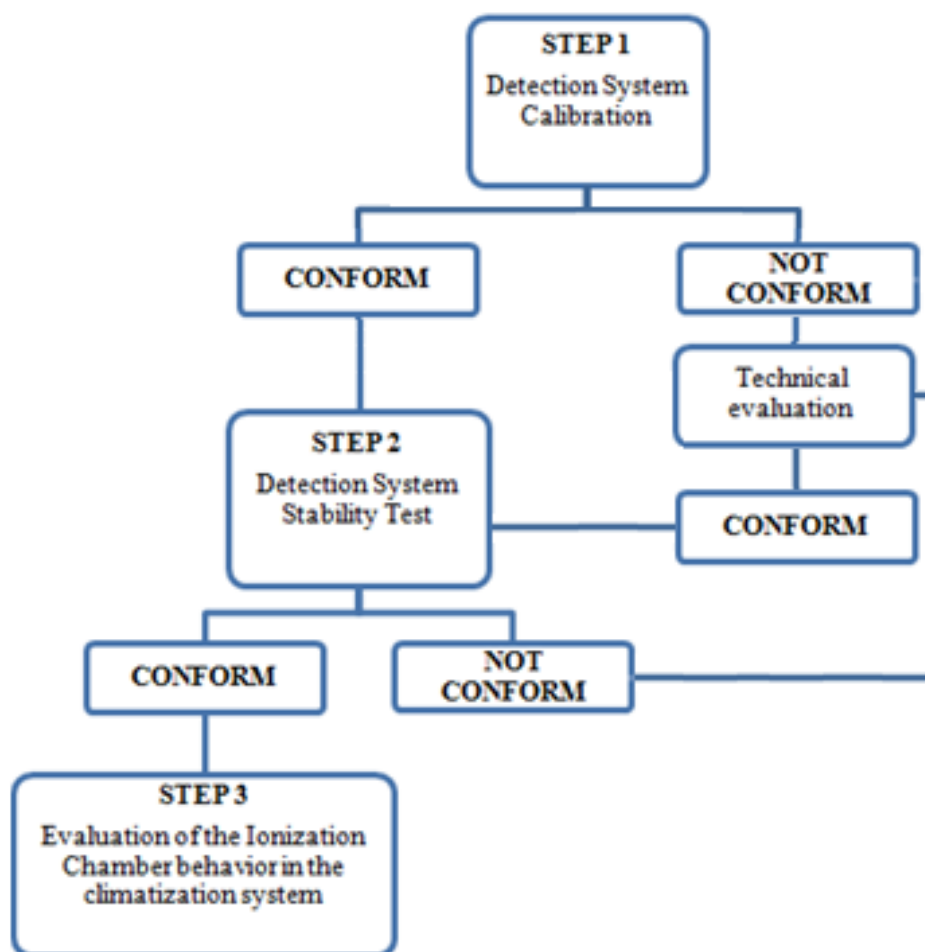 STEP 1
Detection System
Calibration
CONFORM
NOT
CONFORM
Technical
evaluation
STEP 2
Detection System
Stability Test
CONFORM
CONFORM
NOT
CONFORM
STEP 3
Evaluation of the Ionization
Chamber behavior in the
climatization system